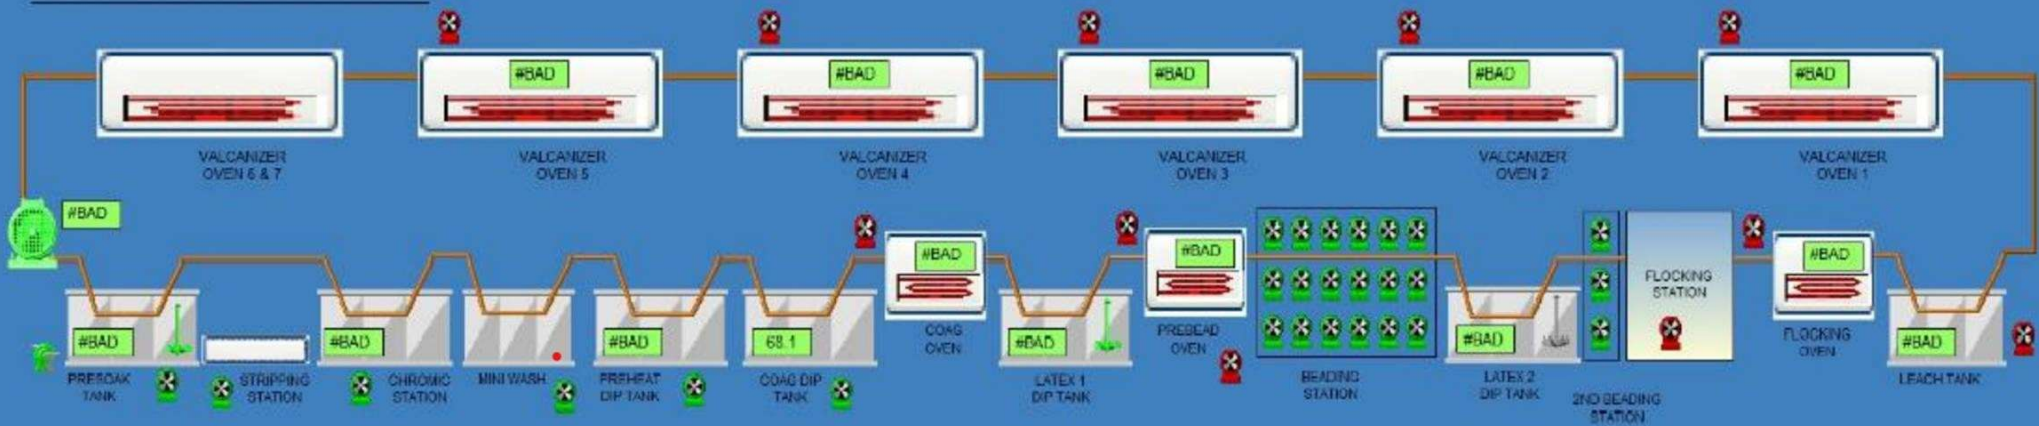 #BAD
#BAD
#BAD
#BAD
#BAD
VALCANIZER
OVEN 6 & 7
VALCANIZER
OVEN 5
VALCANIZER
OVEN 4
VALCANIZER
OVEN 3
VALCANIZER
OVEN 2
VALCANIZER
OVEN 1
#BAD
#BAD
#BAD
#BAD
#BAD
#BAD
#BAD
68.1
#BAD
#BAD
#BAD
FLOCKING
STATION
PRESOAK
TANK
STRIPPING
STATION
CHROMIC
STATION
MINI WASH
PREHEAT
DIP TANK
COAG DIP
TANK
COAG
OVEN
LATEX 1
DIP TANK
PREBEAD
OVEN
BEADING
STATION
LATEX 2
DIP TANK
2ND BEADING
STATION
FLOCKING
OVEN
LEACH TANK